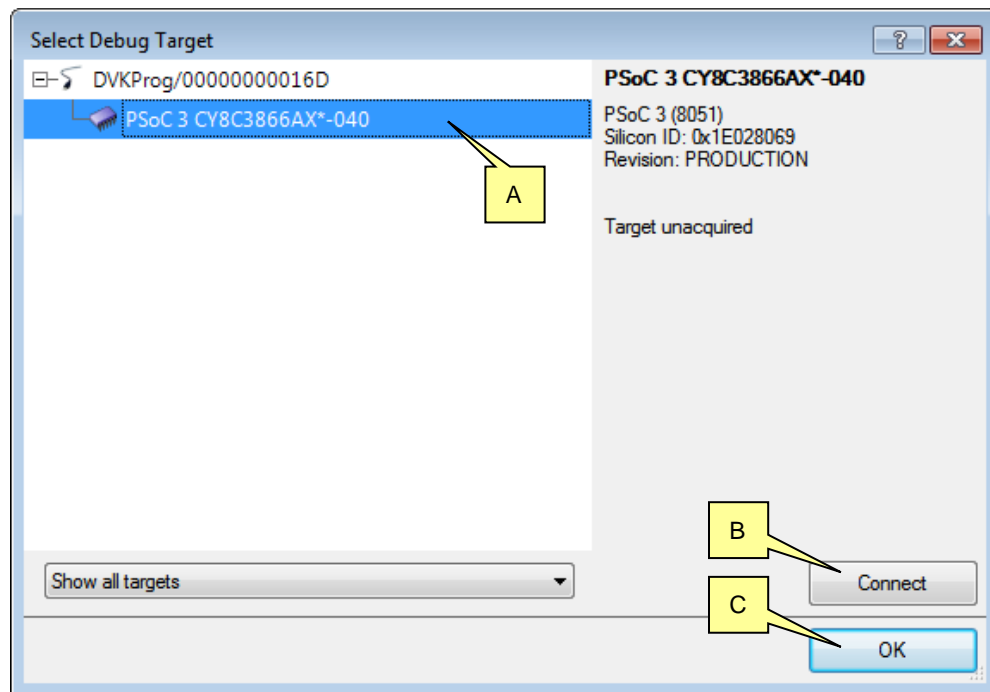 Select Debug Target
DVKProg/00000000016D
PSoC 3 CY8C3866AX*-040
A
PSoC 3 CY8C3866AX*-040
PSoC 3 (8051)
Silicon ID: 0x1E028069
Revision: PRODUCTION
Target unacquired
Show all targets
B
Connect
C
OK